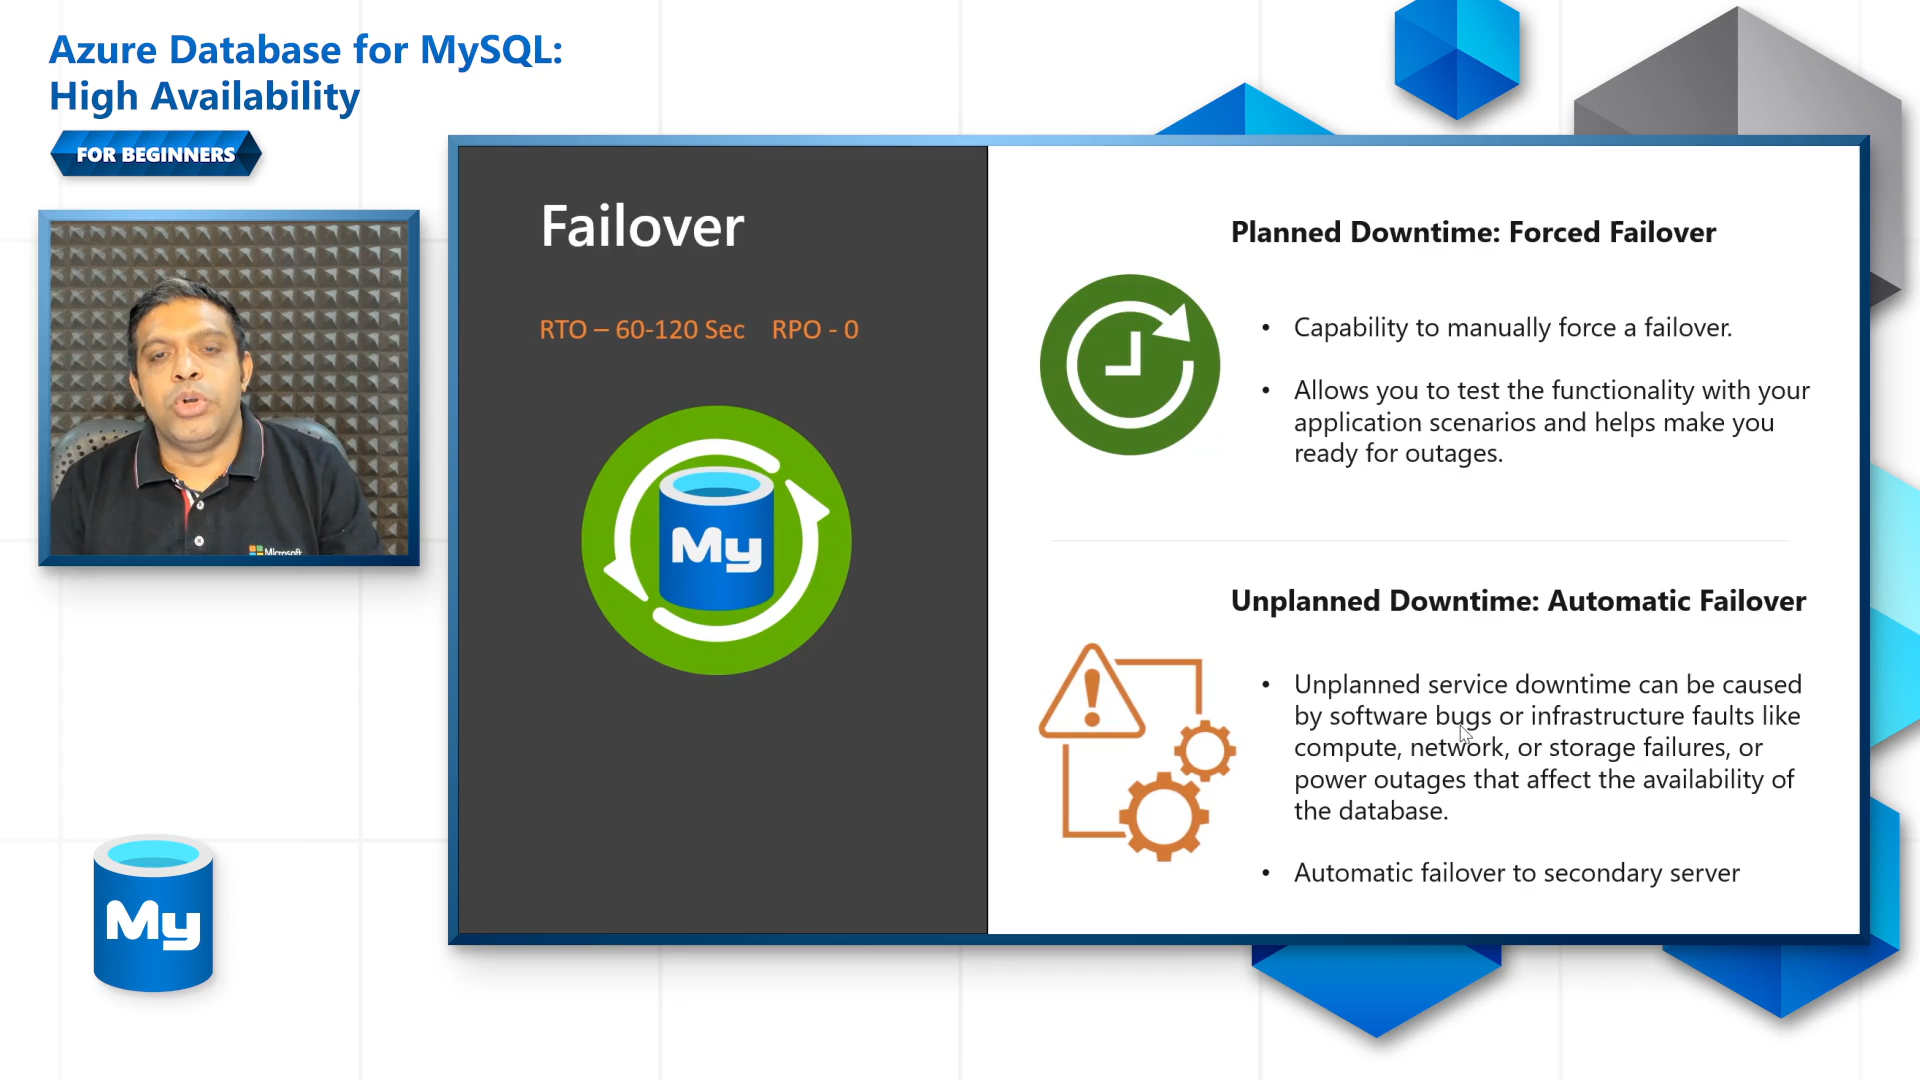 Azure Database for MySQL:
High Availability
FOR BEGINNERS
Microsoft
Failover
RTO – 60-120 Sec RPO - 0
My
Planned Downtime: Forced Failover
• Capability to manually force a failover.
• Allows you to test the functionality with your
application scenarios and helps make you
ready for outages.
Unplanned Downtime: Automatic Failover
• Unplanned service downtime can be caused
by software bugs or infrastructure faults like
compute, network, or storage failures, or
power outages that affect the availability of
the database.
• Automatic failover to secondary server
My